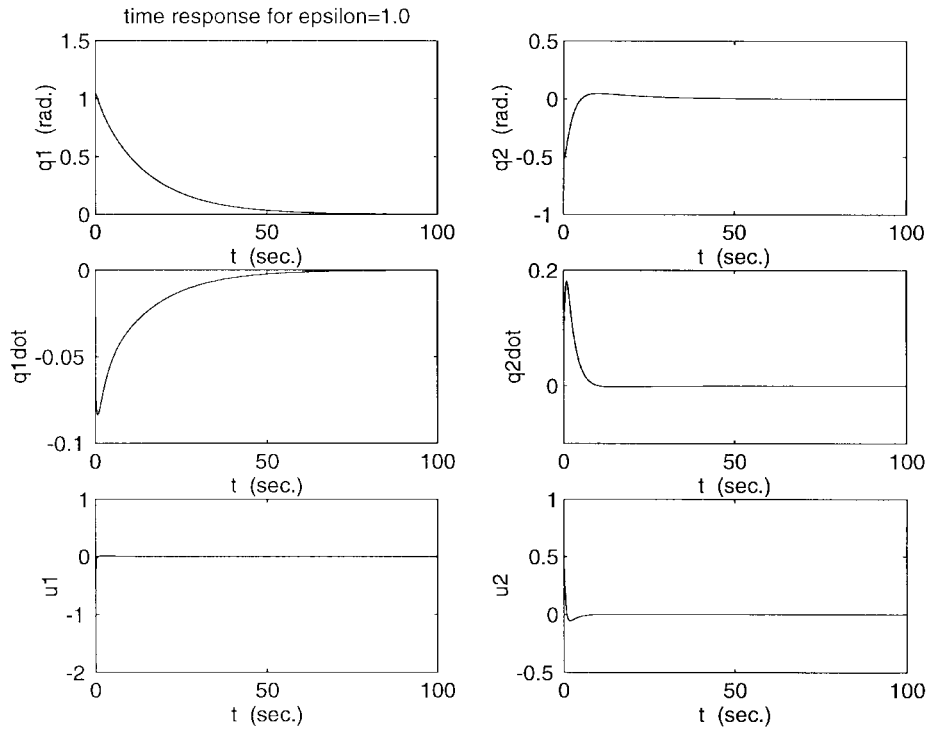 time response for epsilon=1.0
1.5
1
0.5
0
q1 (rad.)
0 50 100
t (sec.)
0.5
0
-0.5
-1
q2 (rad.)
0 50 100
t (sec.)
0
-0.05
-0.1
q1dot
0 50 100
t (sec.)
0.2
0
q2dot
0 50 100
t (sec.)
1
0
-1
-2
u1
0 50 100
t (sec.)
1
0.5
0
-0.5
u2
0 50 100
t (sec.)